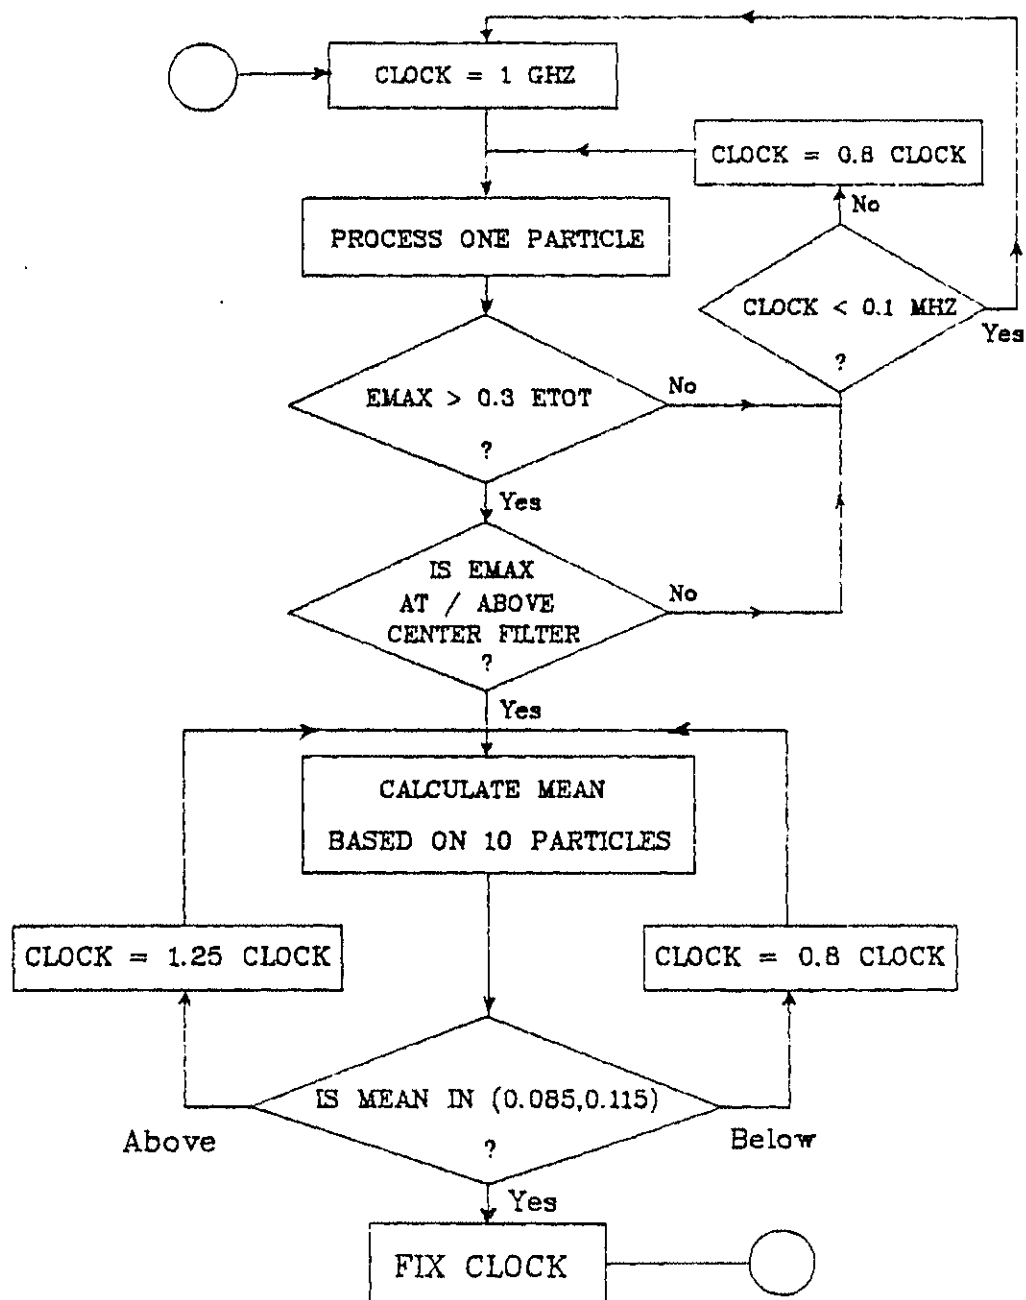 CLOCK = 1 GHZ
CLOCK = 0.8 CLOCK
No
PROCESS ONE PARTICLE
CLOCK < 0.1 MHZ
?
Yes
EMAX > 0.3 ETOT
?
No
Yes
IS EMAX
AT / ABOVE
CENTER FILTER
?
No
Yes
CALCULATE MEAN
BASED ON 10 PARTICLES
CLOCK = 1.25 CLOCK
CLOCK = 0.8 CLOCK
IS MEAN IN (0.085,0.115)
?
Above
Below
Yes
FIX CLOCK